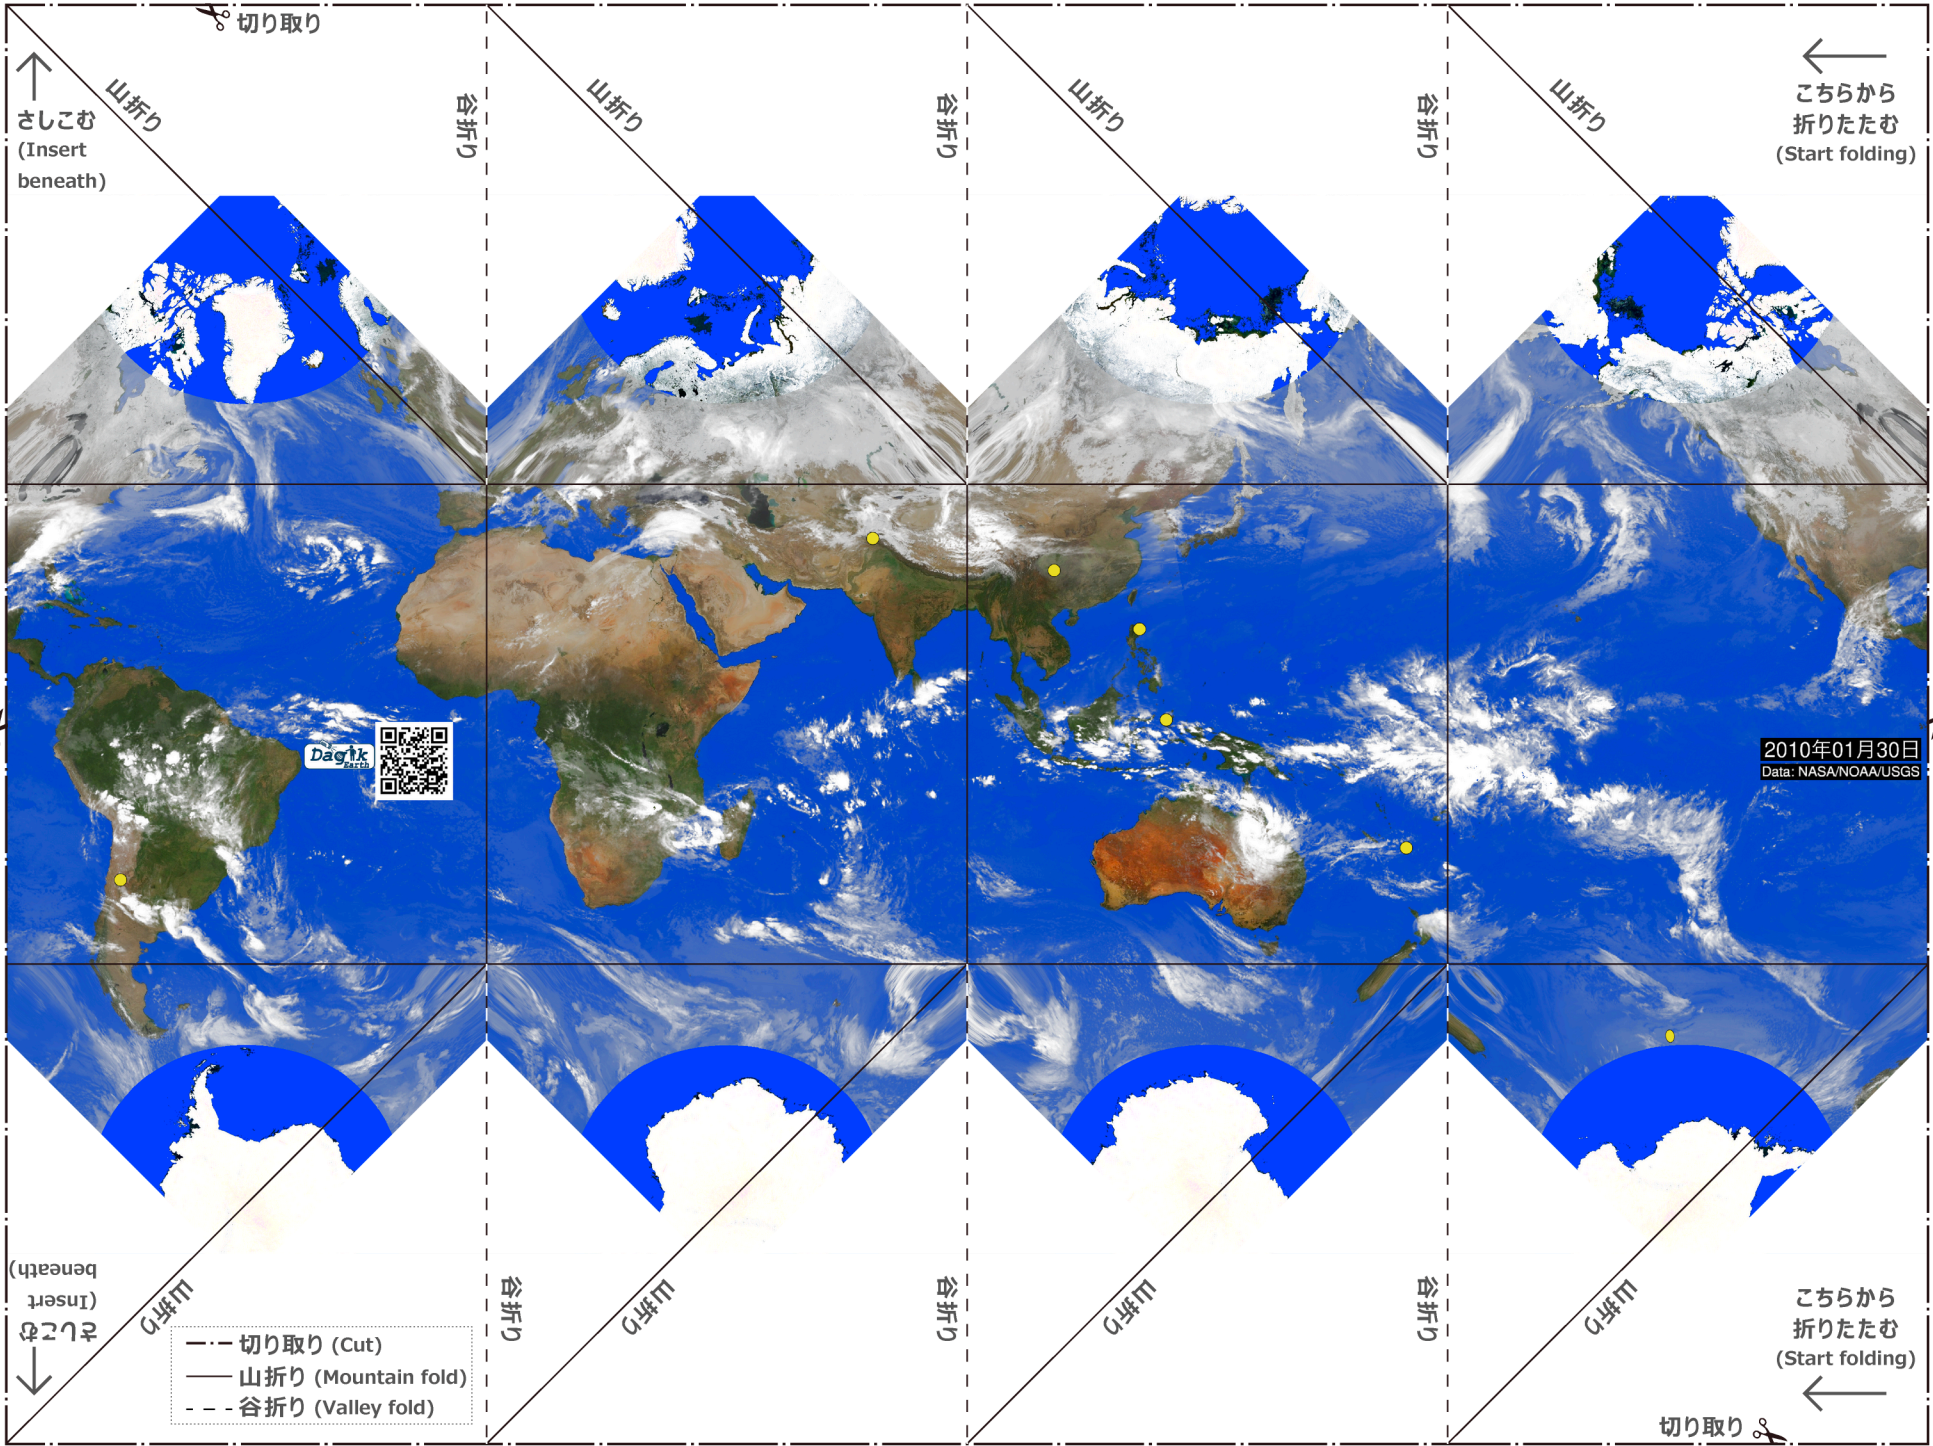 切り取り
山折り
谷折り
山折り
谷折り
山折り
谷折り
山折り
さしこむ
(Insert
beneath)
こちらから
折りたたむ
(Start folding)
Dagik
Earth
2010年01月30日
Data: NASA/NOAA/USGS
さしこむ
(Insert
beneath)
山折り
谷折り
山折り
谷折り
山折り
谷折り
山折り
こちらから
折りたたむ
(Start folding)
切り取り (Cut)
山折り (Mountain fold)
谷折り (Valley fold)
切り取り